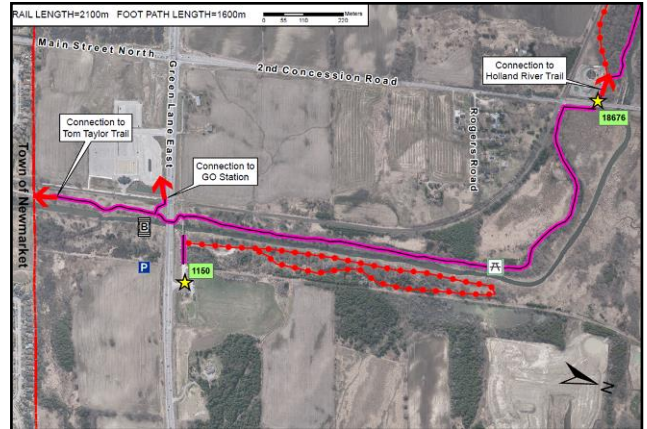 RAIL LENGTH=2100m FOOT PATH LENGTH=1600m
Meters
0 55 110 220
Main Street North
2nd Concession Road
Green Lane East
Rogers Road
Connection to
Holland River Trail
18676
Connection to
Tom Taylor Trail
Connection to
GO Station
Town of Newmarket
B
P
1150
N